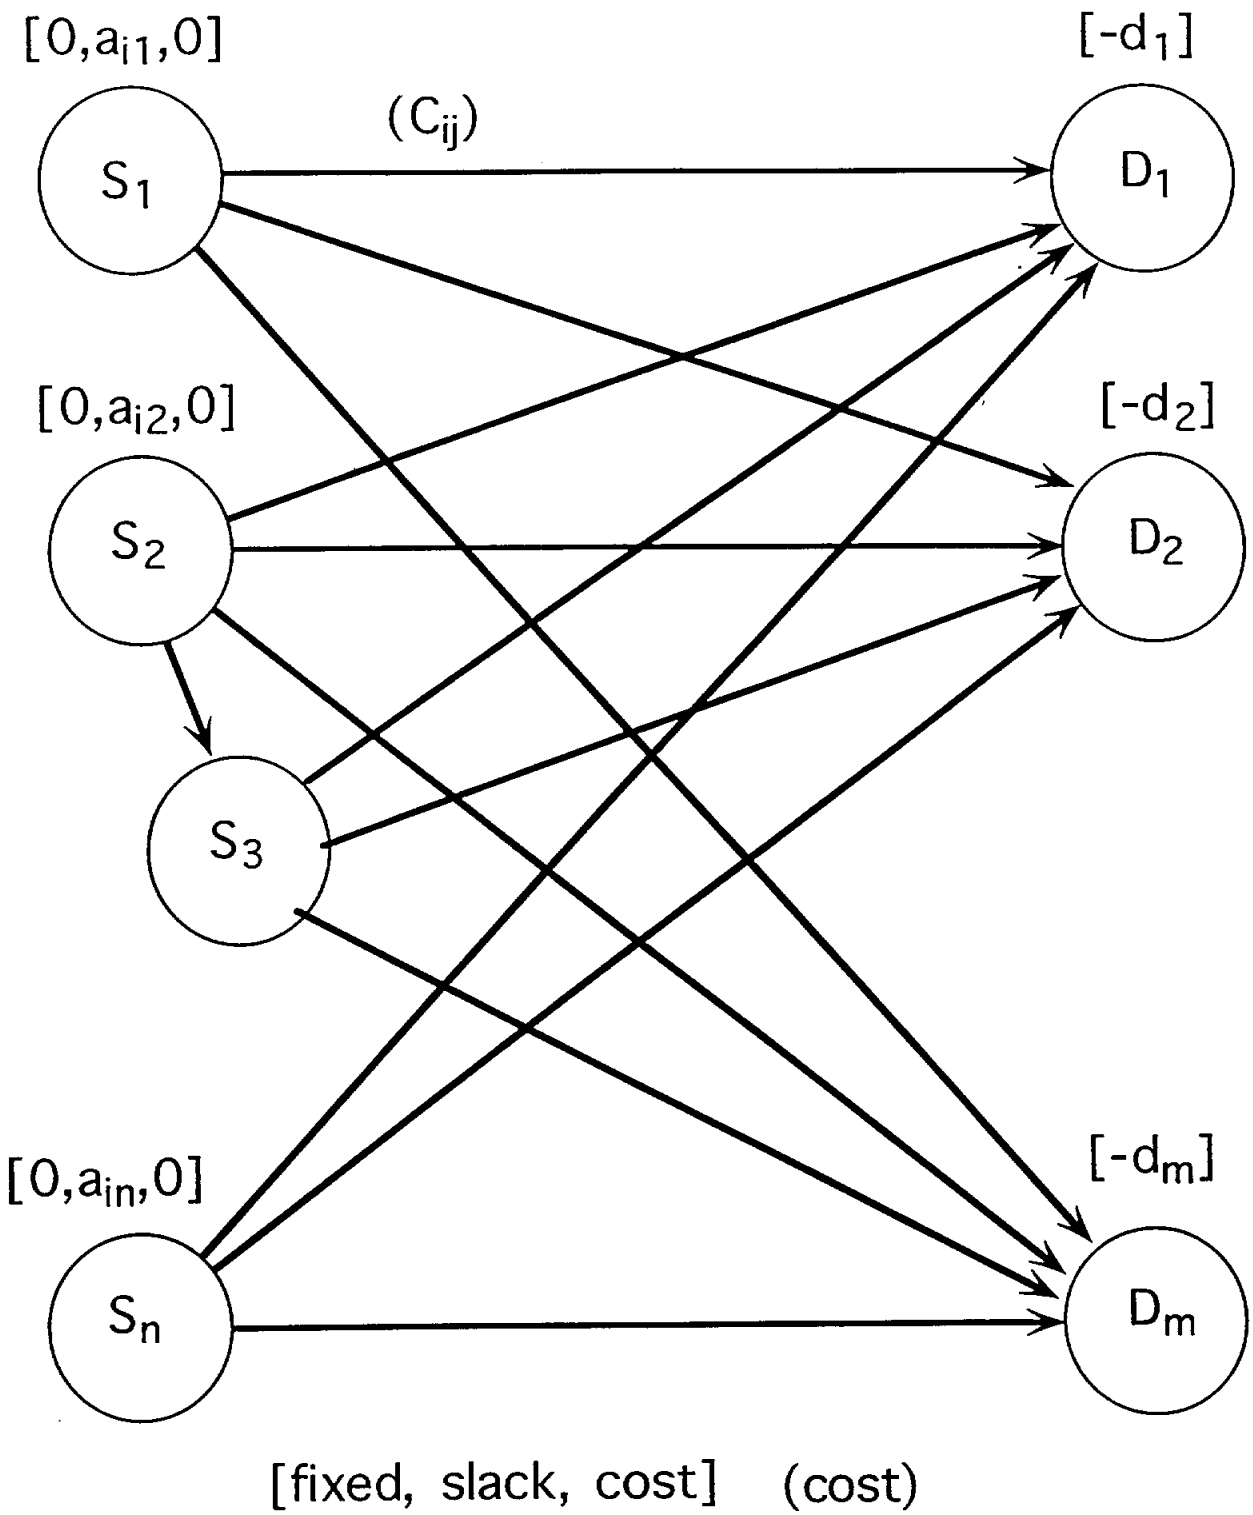 [0,ai1,0] [-d1]
(Cij)
S1 D1
[0,ai2,0] [-d2]
S2 D2
S3
[0,ain,0] [-dm]
Sn Dm
[fixed, slack, cost] (cost)